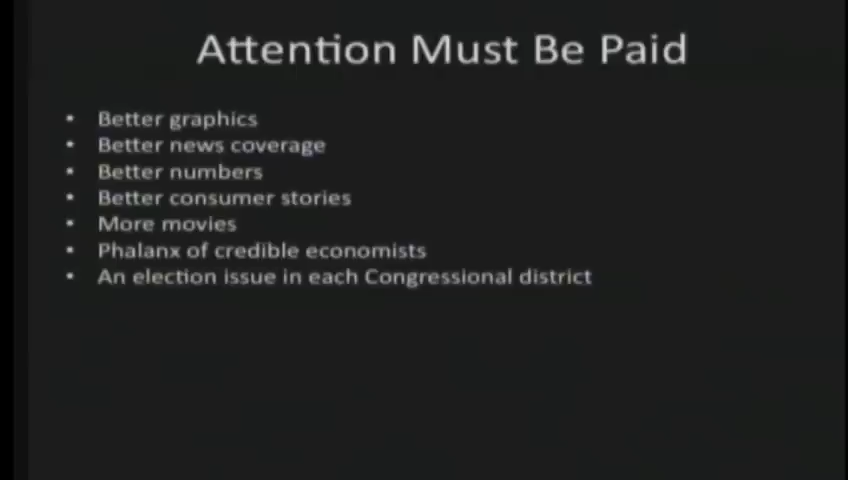 Attention Must Be Paid
• Better graphics
• Better news coverage
• Better numbers
• Better consumer stories
• More movies
• Phalanx of credible economists
• An election issue in each Congressional district